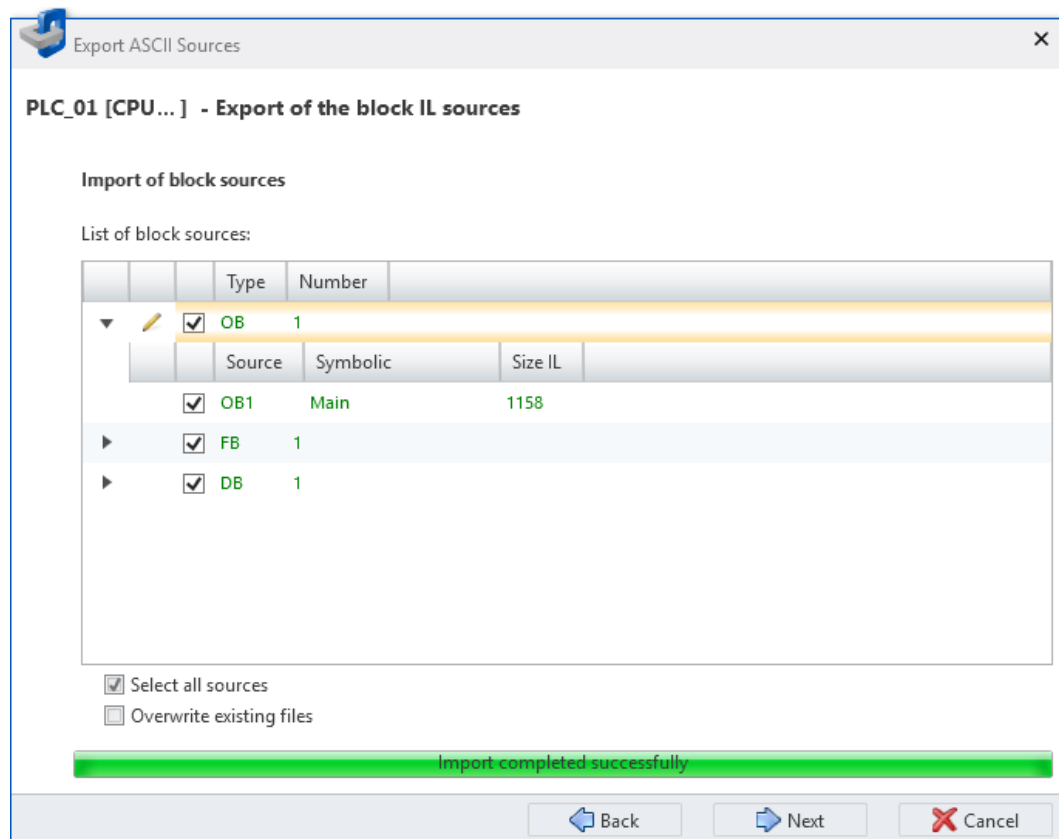 Export ASCII Sources
PLC_01 [CPU... ] - Export of the block IL sources
Import of block sources
List of block sources:
Type Number
OB 1
Source Symbolic Size IL
OB1 Main 1158
FB 1
DB 1
Select all sources
Overwrite existing files
Import completed successfully
Back Next Cancel